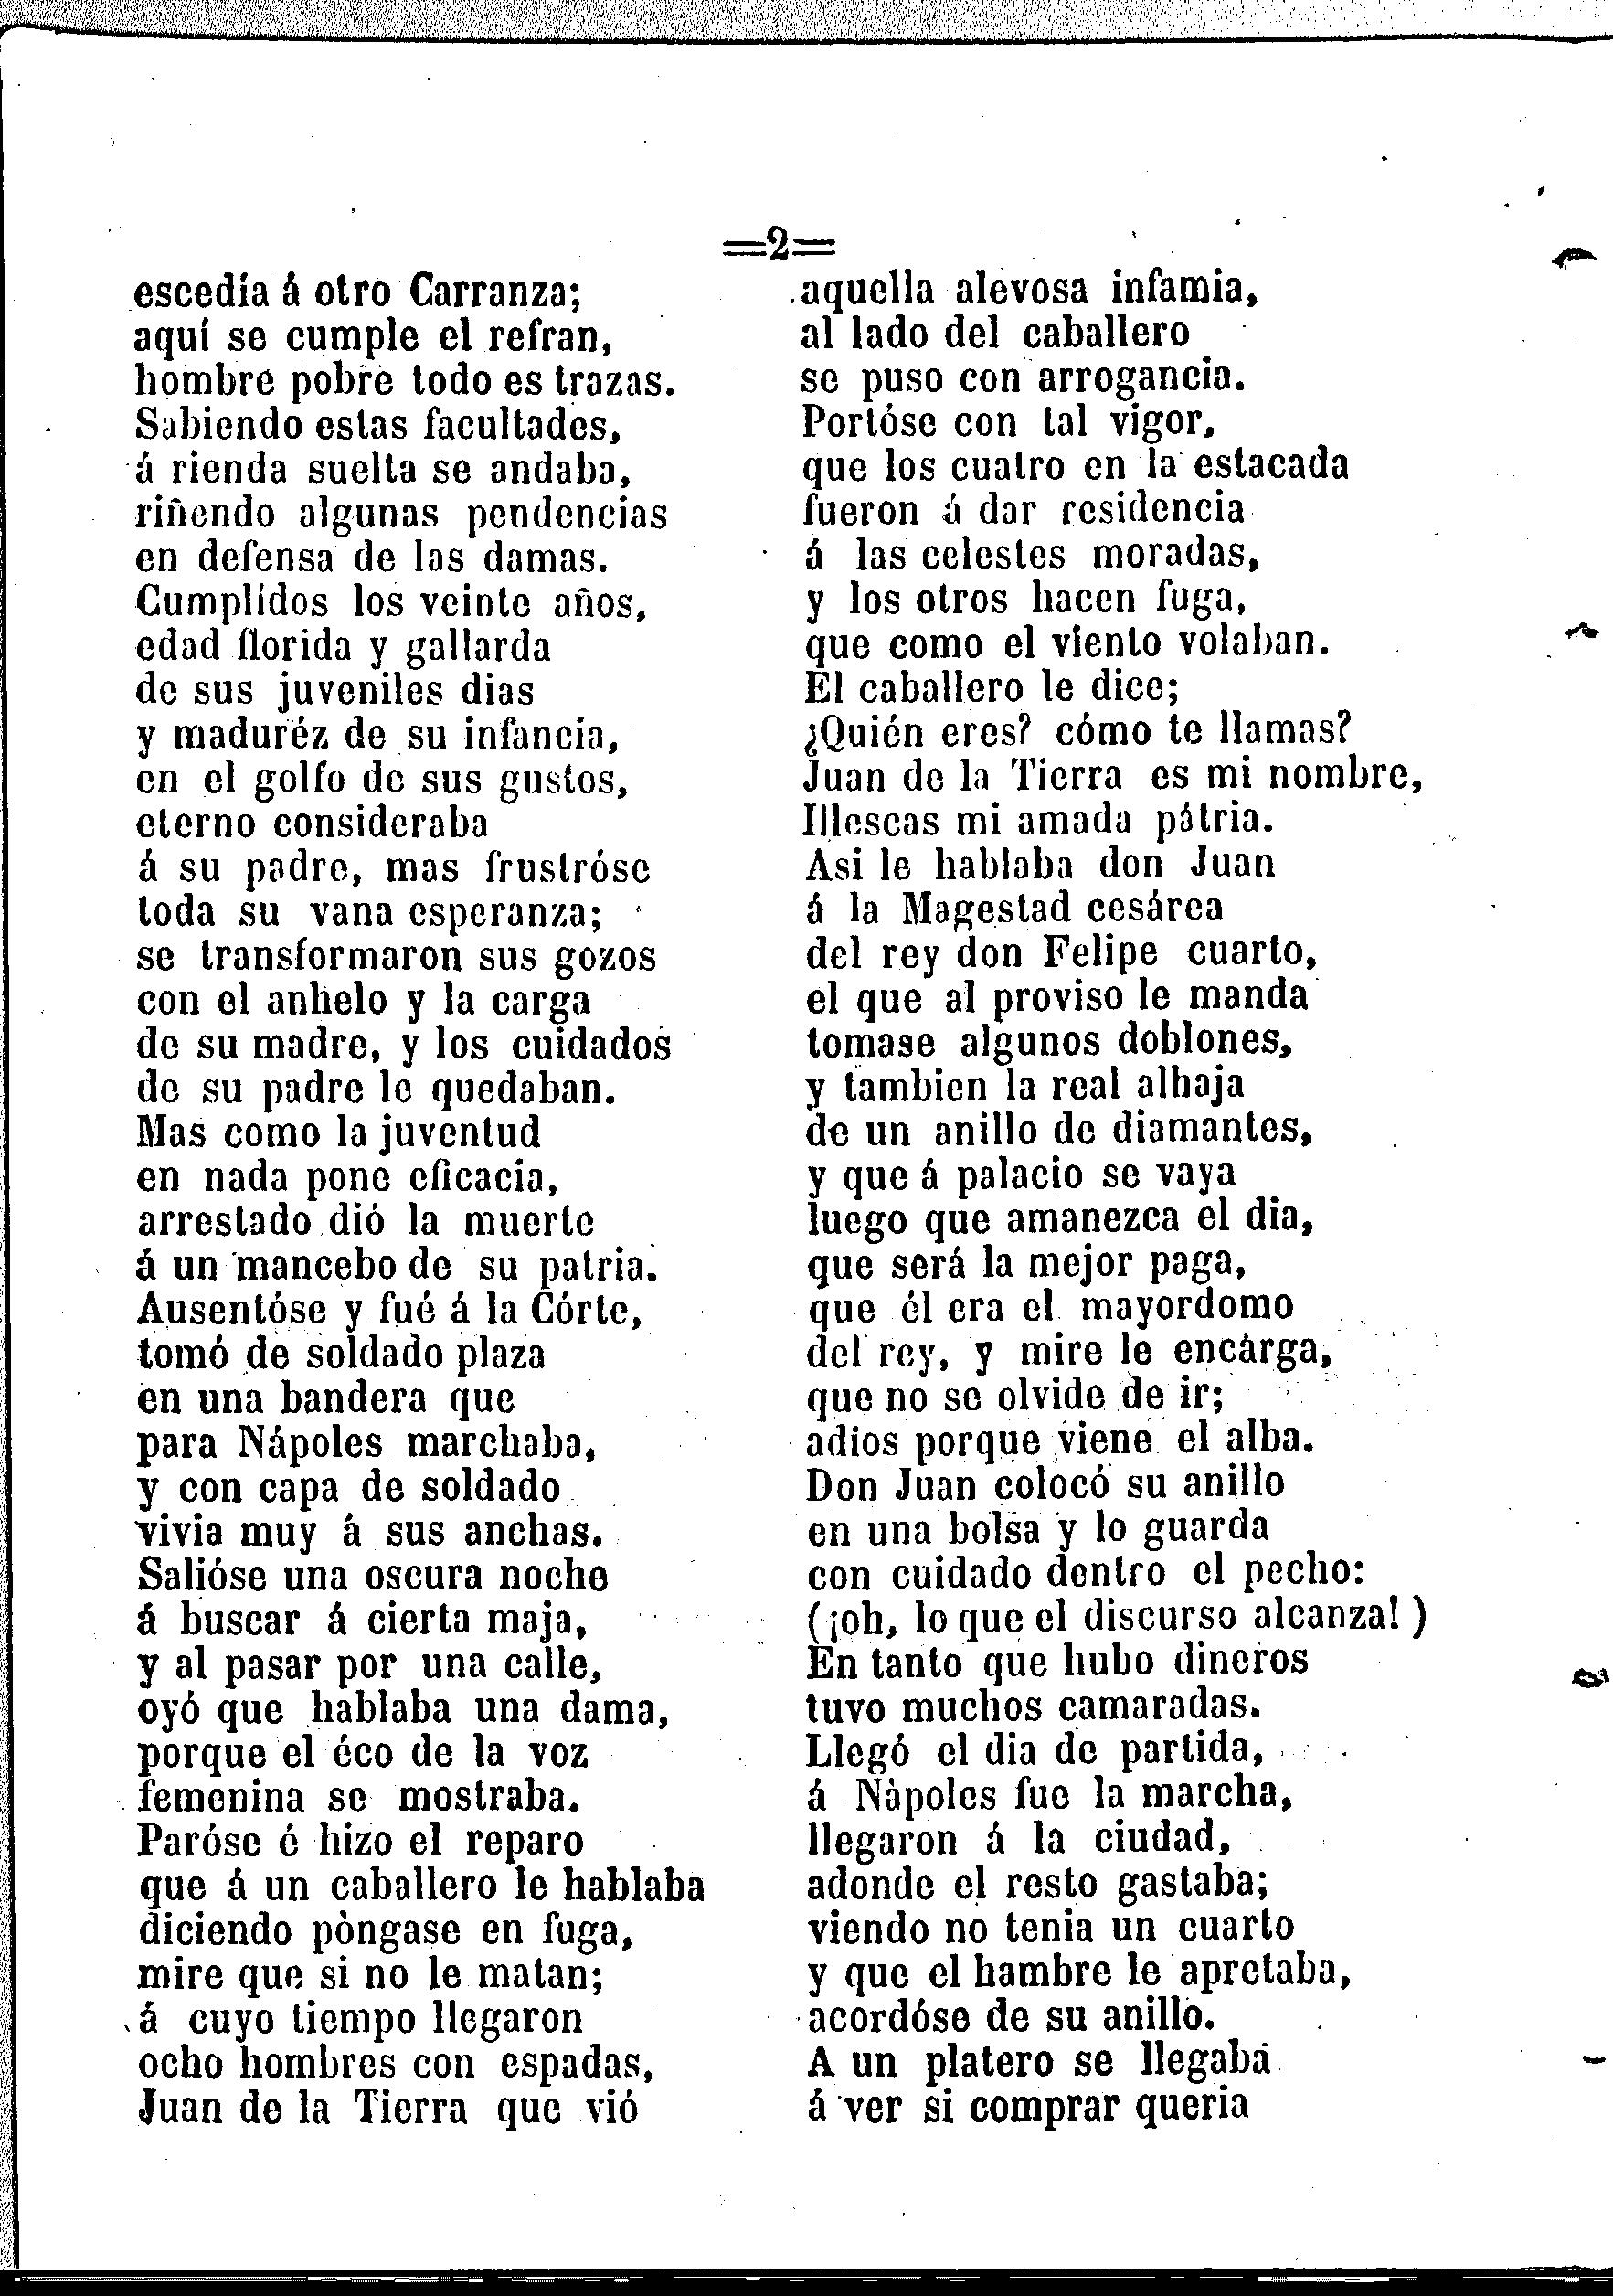 =2=
escedía á otro Carranza;
aquí se cumple el refran,
hombre pobre todo es trazas.
Sabiendo estas facultades,
á rienda suelta se andaba,
riñendo algunas pendencias
en defensa de las damas.
Cumplídos los veinte años,
edad florida y gallarda
de sus juveniles dias
y maduréz de su infancia,
en el golfo de sus gustos,
eterno consideraba
á su padre, mas frustróse
toda su vana esperanza;
se transformaron sus gozos
con el anhelo y la carga
de su madre, y los cuidados
de su padre le quedaban.
Mas como la juventud
en nada pone eficacia,
arrestado dió la muerte
á un mancebo de su patria.
Ausentóse y fué á la Córte,
tomó de soldado plaza
en una bandera que
para Nápoles marchaba,
y con capa de soldado
vivia muy á sus anchas.
Salióse una oscura noche
á buscar á cierta maja,
y al pasar por una calle,
oyó que hablaba una dama,
porque el éco de la voz
femenina se mostraba.
Paróse é hizo el reparo
que á un caballero le hablaba
diciendo pòngase en fuga,
mire que si no le matan;
á cuyo tiempo llegaron
ocho hombres con espadas,
Juan de la Tierra que vió
aquella alevosa infamia,
al lado del caballero
se puso con arrogancia.
Portóse con tal vigor,
que los cuatro en la estacada
fueron á dar residencia
á las celestes moradas,
y los otros hacen fuga,
que como el viento volaban.
El caballero le dice;
¿Quién eres? cómo te llamas?
Juan de la Tierra es mi nombre,
Illescas mi amada pátria.
Asi le hablaba don Juan
á la Magestad cesárea
del rey don Felipe cuarto,
el que al proviso le manda
tomase algunos doblones,
y tambien la real alhaja
de un anillo de diamantes,
y que á palacio se vaya
luego que amanezca el dia,
que será la mejor paga,
que él era el mayordomo
del rey, y mire le encàrga,
que no se olvide de ir;
adios porque viene el alba.
Don Juan colocó su anillo
en una bolsa y lo guarda
con cuidado dentro el pecho:
(¡oh, lo que el discurso alcanza!)
En tanto que hubo dineros
tuvo muchos camaradas.
Llegó el dia de partida,
á Nàpoles fue la marcha,
llegaron á la ciudad,
adonde el resto gastaba;
viendo no tenia un cuarto
y que el hambre le apretaba,
acordóse de su anillo.
A un platero se llegaba
á ver si comprar queria